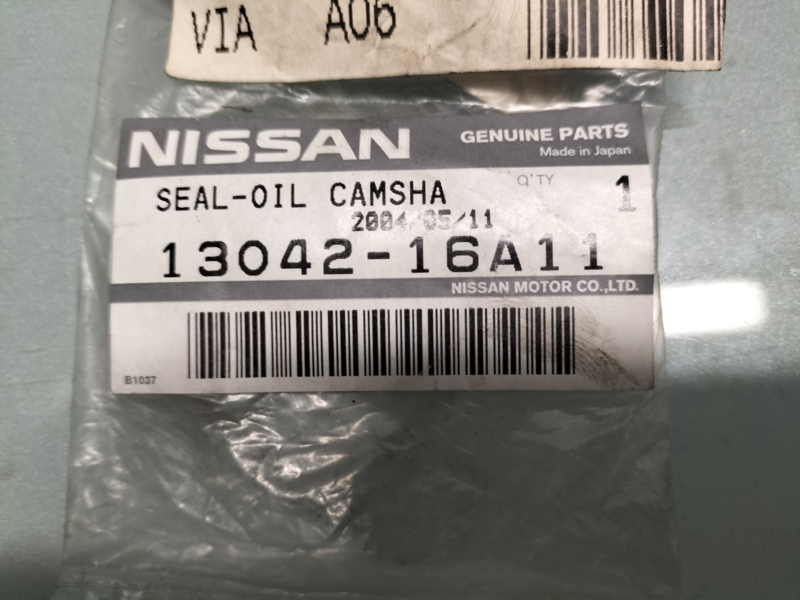 VIA A06
NISSAN
GENUINE PARTS
Made in Japan
SEAL-OIL CAMSHA
Q'TY
1
2004/05/11
13042-16A11
NISSAN MOTOR CO.,LTD.
B1037